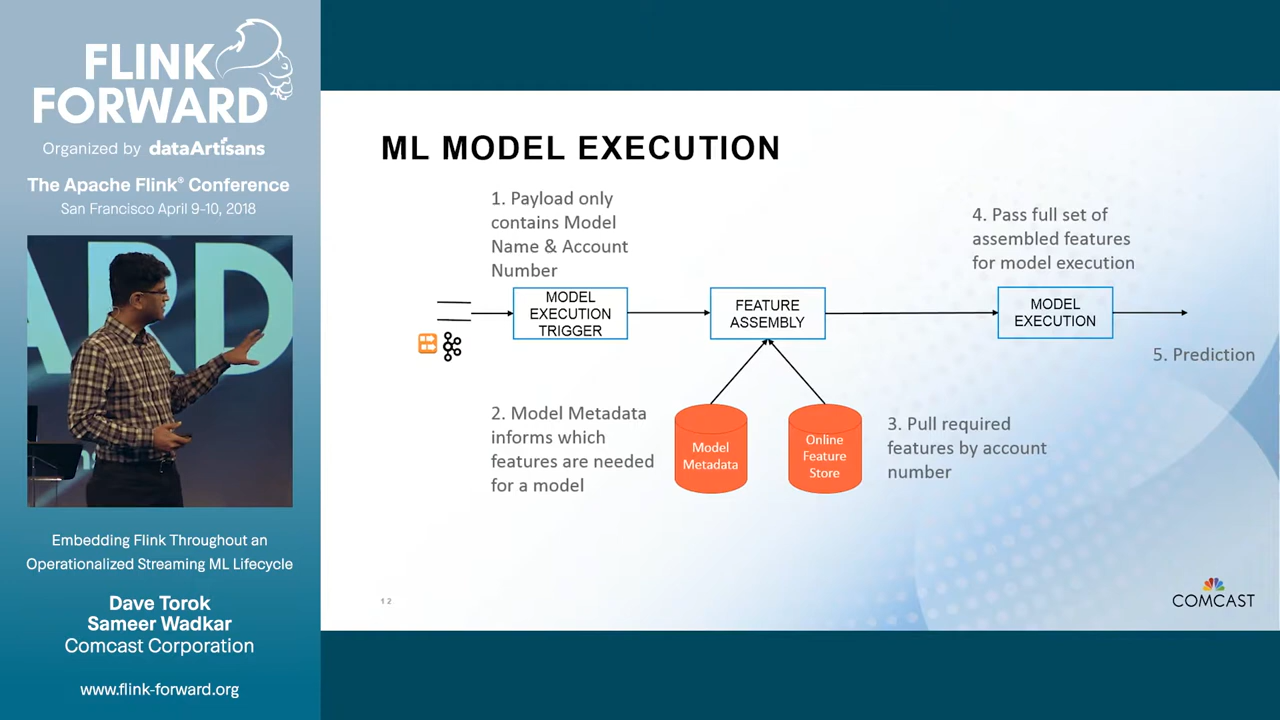 FLINK
FORWARD
Organized by dataArtisans
The Apache Flink® Conference
San Francisco April 9-10, 2018
ARD
Embedding Flink Throughout an
Operationalized Streaming ML Lifecycle
Dave Torok
Sameer Wadkar
Comcast Corporation
www.flink-forward.org
ML MODEL EXECUTION
1. Payload only
contains Model
Name & Account
Number
MODEL
EXECUTION
TRIGGER
FEATURE
ASSEMBLY
4. Pass full set of
assembled features
for model execution
MODEL
EXECUTION
5. Prediction
2. Model Metadata
informs which
features are needed
for a model
Model
Metadata
Online
Feature
Store
3. Pull required
features by account
number
12
COMCAST